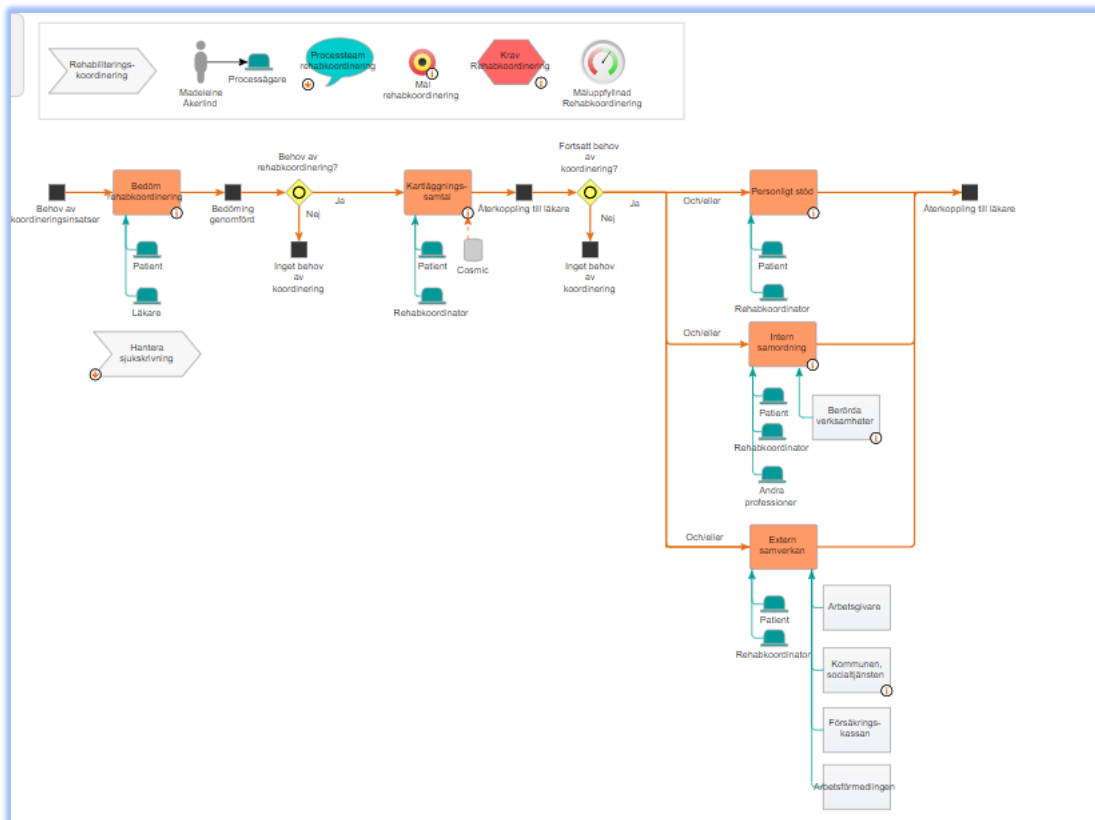 Rehabiliterings-
koordinering
Madeleine
Åkerlind
Processägare
Processteam
rehabkoordinering
Mål
rehabkoordinering
Krav
Rehabkoordinering
Måluppfyllnad
Rehabkoordinering
Behov av
koordineringsinsatser
Bedöm
rehabkoordinering
Patient
Läkare
Bedöming
genomförd
Behov av
rehabkoordinering?
Ja
Nej
Inget behov
av
koordinering
Kartläggnings-
samtal
Patient
Rehabkoordinator
Cosmic
Återkoppling till läkare
Fortsatt behov
av
koordinering?
Ja
Nej
Inget behov
av
koordinering
Och/eller
Personligt stöd
Patient
Rehabkoordinator
Återkoppling till läkare
Och/eller
Intern
samordning
Patient
Rehabkoordinator
Andra
professioner
Berörda
verksamheter
Och/eller
Extern
samverkan
Patient
Rehabkoordinator
Arbetsgivare
Kommunen,
socialtjänsten
Försäkrings-
kassan
Arbetsförmedlingen
Hantera
sjukskrivning